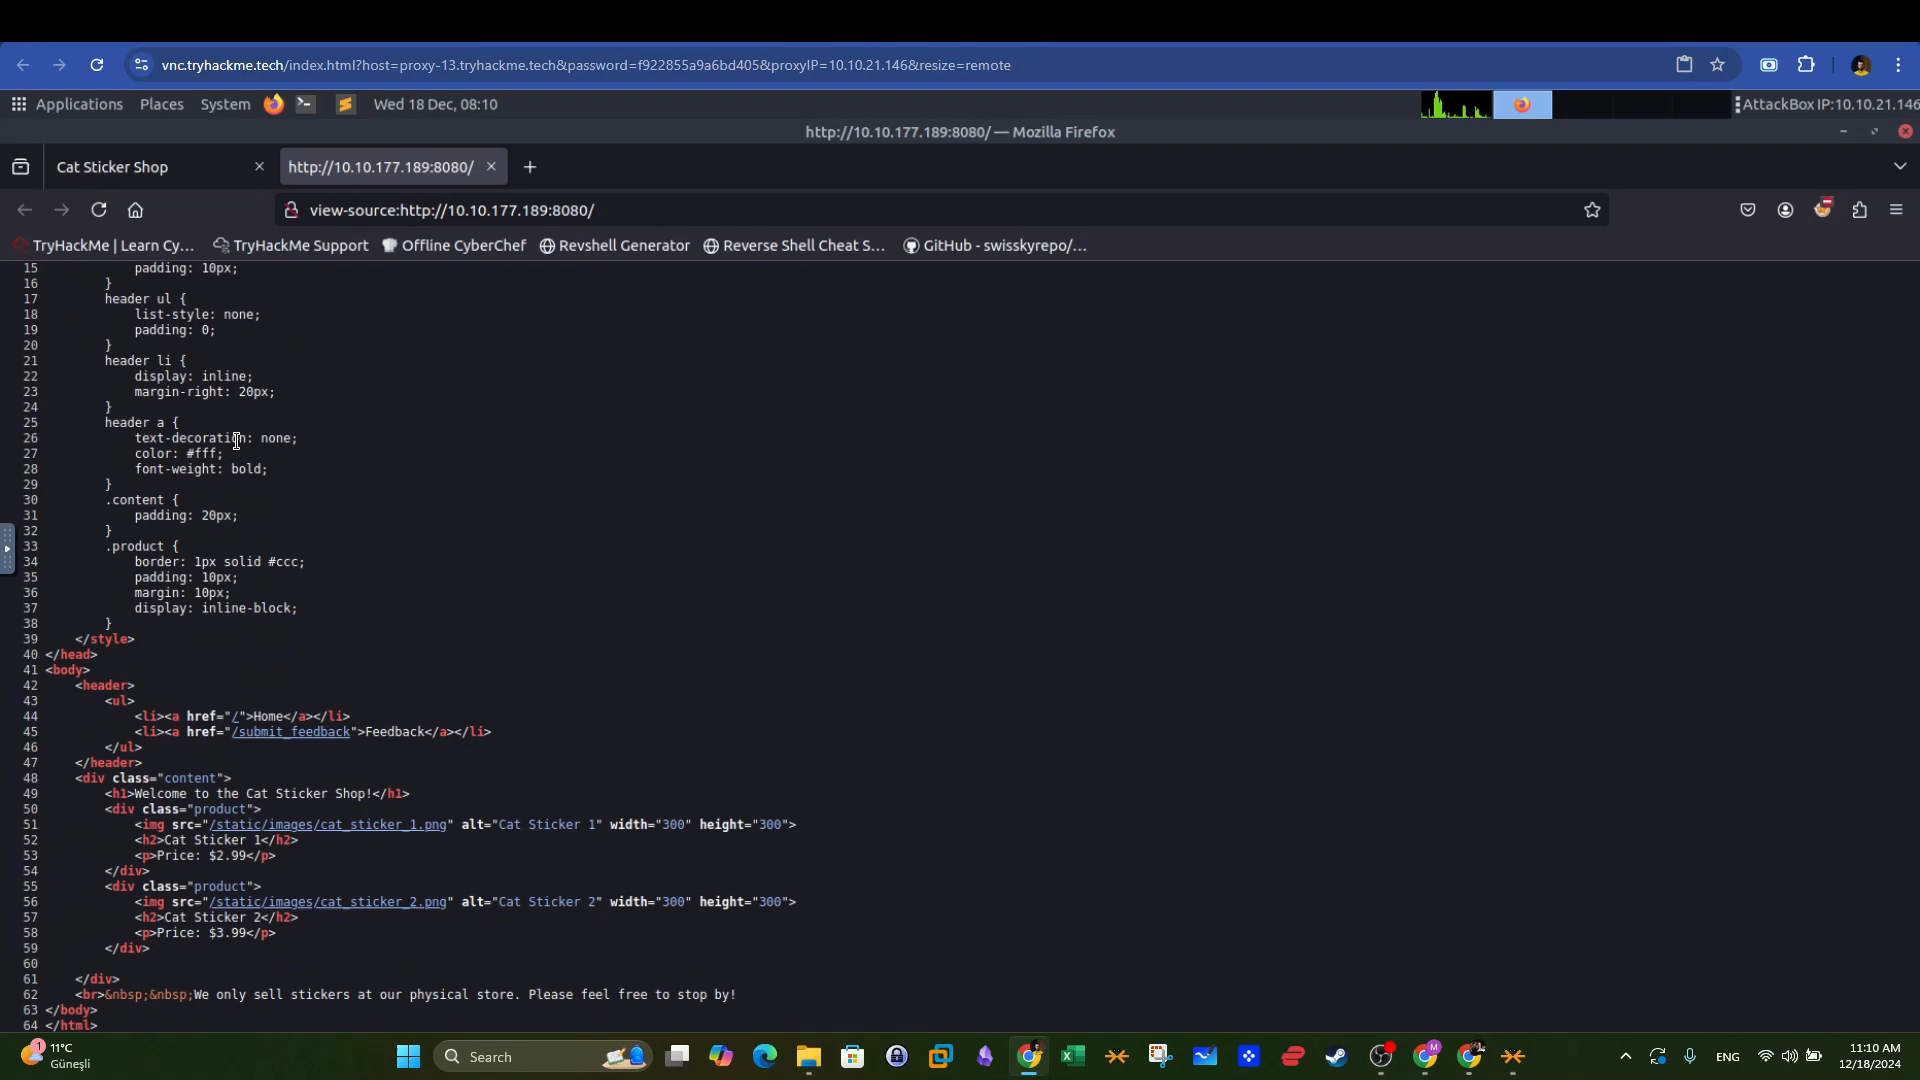 vnc.tryhackme.tech/index.html?host=proxy-13.tryhackme.tech&password=f922855a9a6bd405&proxyIP=10.10.21.146&resize=remote
Applications Places System Wed 18 Dec, 08:10 AttackBox IP:10.10.21.146
http://10.10.177.189:8080/ — Mozilla Firefox
Cat Sticker Shop http://10.10.177.189:8080/
view-source:http://10.10.177.189:8080/
TryHackMe | Learn Cy... TryHackMe Support Offline CyberChef Revshell Generator Reverse Shell Cheat S... GitHub - swisskyrepo/...
15 padding: 10px;
16 }
17 header ul {
18 list-style: none;
19 padding: 0;
20 }
21 header li {
22 display: inline;
23 margin-right: 20px;
24 }
25 header a {
26 text-decoration: none;
27 color: #fff;
28 font-weight: bold;
29 }
30 .content {
31 padding: 20px;
32 }
33 .product {
34 border: 1px solid #ccc;
35 padding: 10px;
36 margin: 10px;
37 display: inline-block;
38 }
39 </style>
40 </head>
41 <body>
42 <header>
43 <ul>
44 <li><a href="/">Home</a></li>
45 <li><a href="/submit_feedback">Feedback</a></li>
46 </ul>
47 </header>
48 <div class="content">
49 <h1>Welcome to the Cat Sticker Shop!</h1>
50 <div class="product">
51 <img src="/static/images/cat_sticker_1.png" alt="Cat Sticker 1" width="300" height="300">
52 <h2>Cat Sticker 1</h2>
53 <p>Price: $2.99</p>
54 </div>
55 <div class="product">
56 <img src="/static/images/cat_sticker_2.png" alt="Cat Sticker 2" width="300" height="300">
57 <h2>Cat Sticker 2</h2>
58 <p>Price: $3.99</p>
59 </div>
60
61 </div>
62 <br>&nbsp;&nbsp;We only sell stickers at our physical store. Please feel free to stop by!
63 </body>
64 </html>
1 11°C
Güneşli
Search
ENG
11:10 AM
12/18/2024